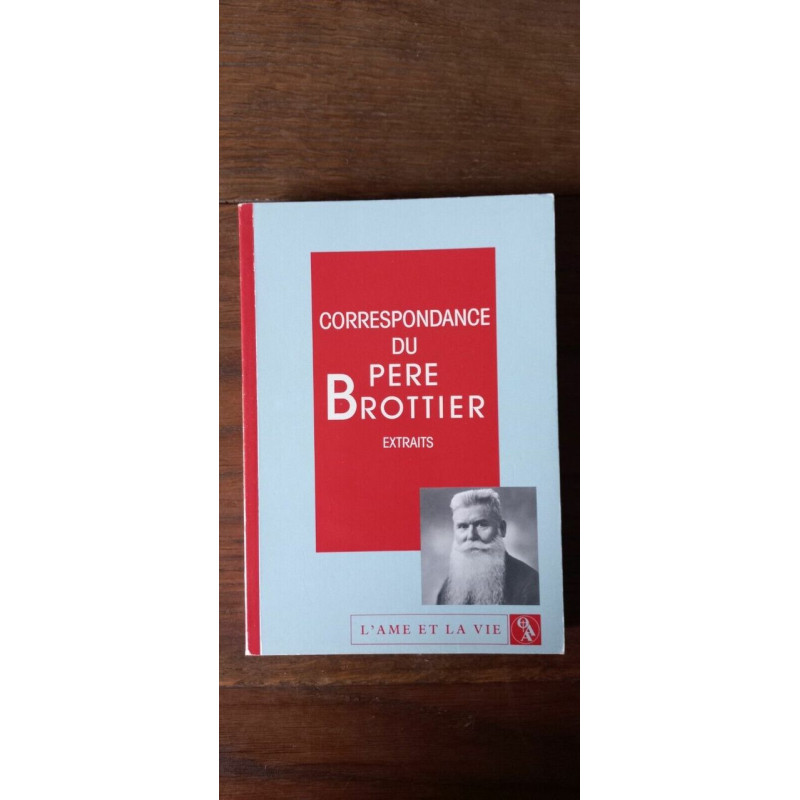 CORRESPONDANCE
DU
PERE
BROTTIER
EXTRAITS
L'AME ET LA VIE